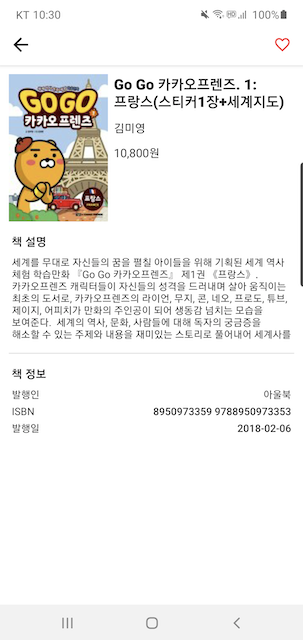 KT 10:30 100%
Go Go 카카오프렌즈. 1:
프랑스(스티커1장+세계지도)
김미영
10,800원
GO GO
카카오프렌즈
1
프랑스
FRANCE
책 설명
세계를 무대로 자신들의 꿈을 펼칠 아이들을 위해 기획된 세계 역사
체험 학습만화 『Go Go 카카오프렌즈』 제1권 《프랑스》.
카카오프렌즈 캐릭터들이 자신들의 성격을 드러내며 살아 움직이는
최초의 도서로, 카카오프렌즈의 라이언, 무지, 콘, 네오, 프로도, 튜브,
제이지, 어피치가 만화의 주인공이 되어 생동감 넘치는 모습을
보여준다. 세계의 역사, 문화, 사람들에 대해 독자의 궁금증을
해소할 수 있는 주제와 내용을 재미있는 스토리로 풀어내어 세계사를
책 정보
발행인 아울북
ISBN 8950973359 9788950973353
발행일 2018-02-06